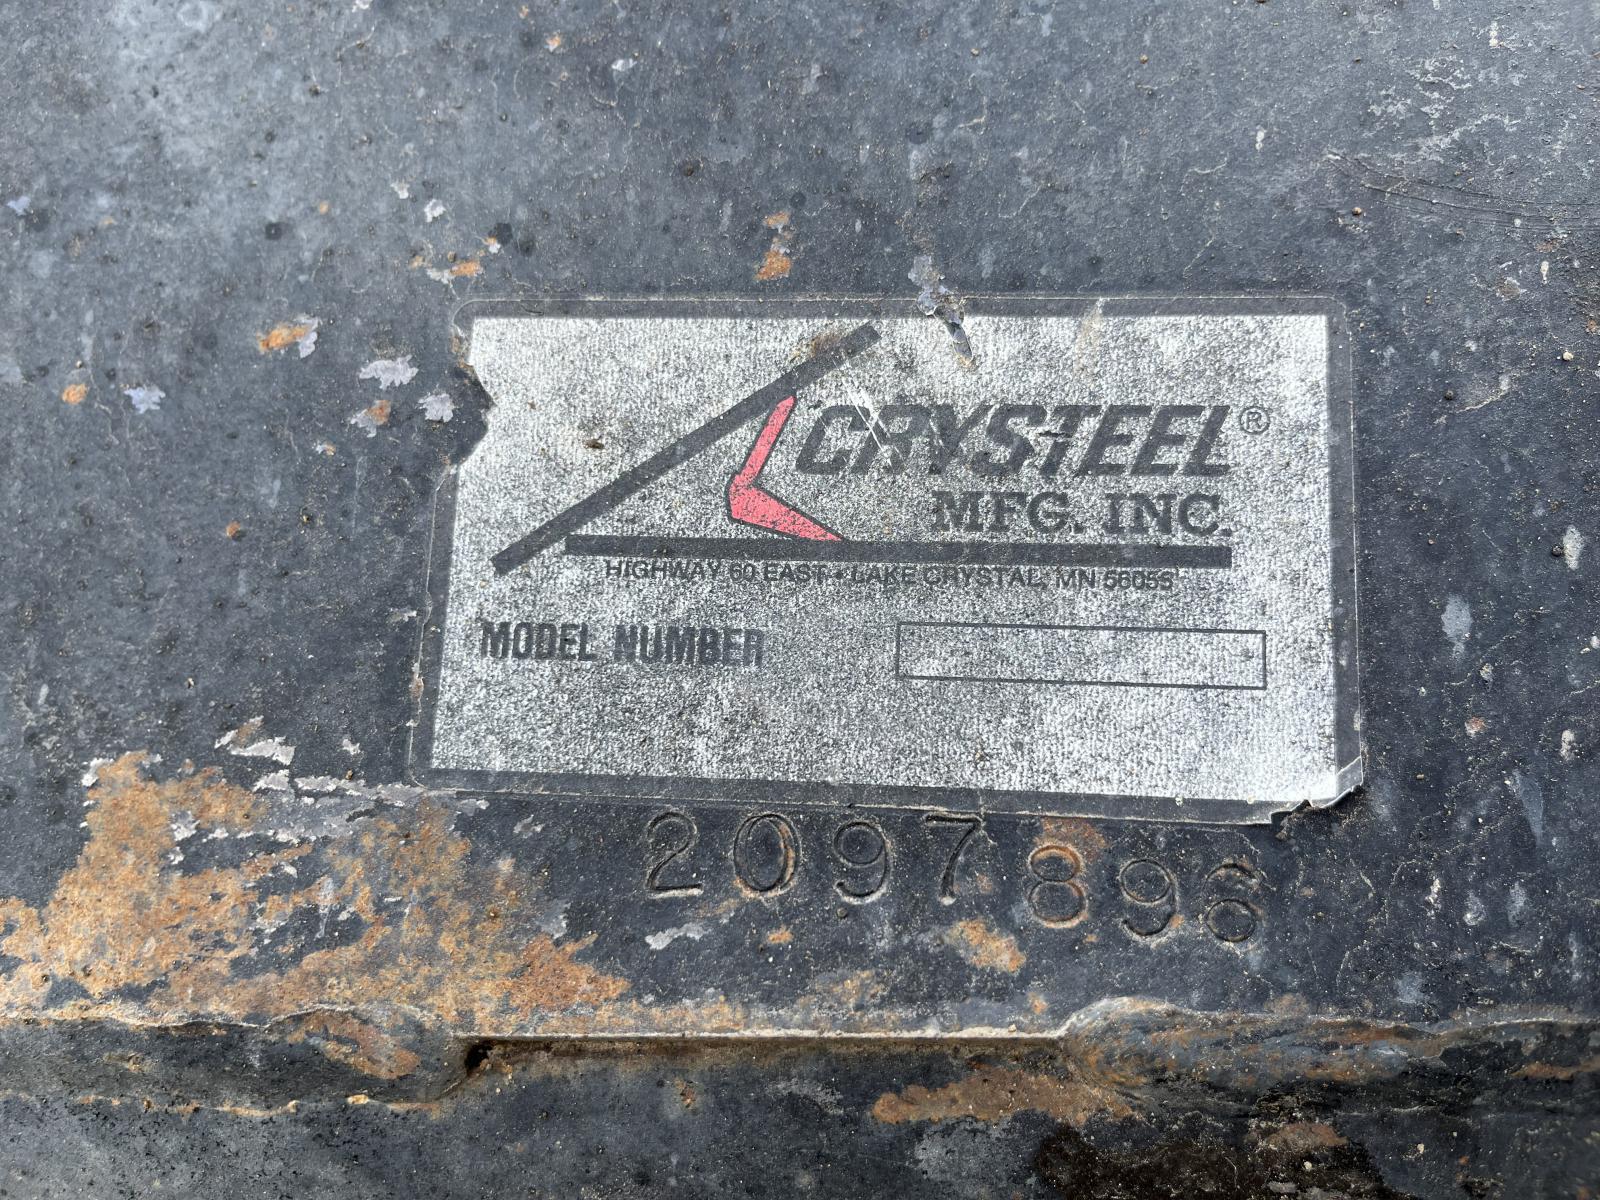 CRYSTEEL®
MFG. INC.
HIGHWAY 60 EAST • LAKE CRYSTAL, MN 56055
MODEL NUMBER
2097896